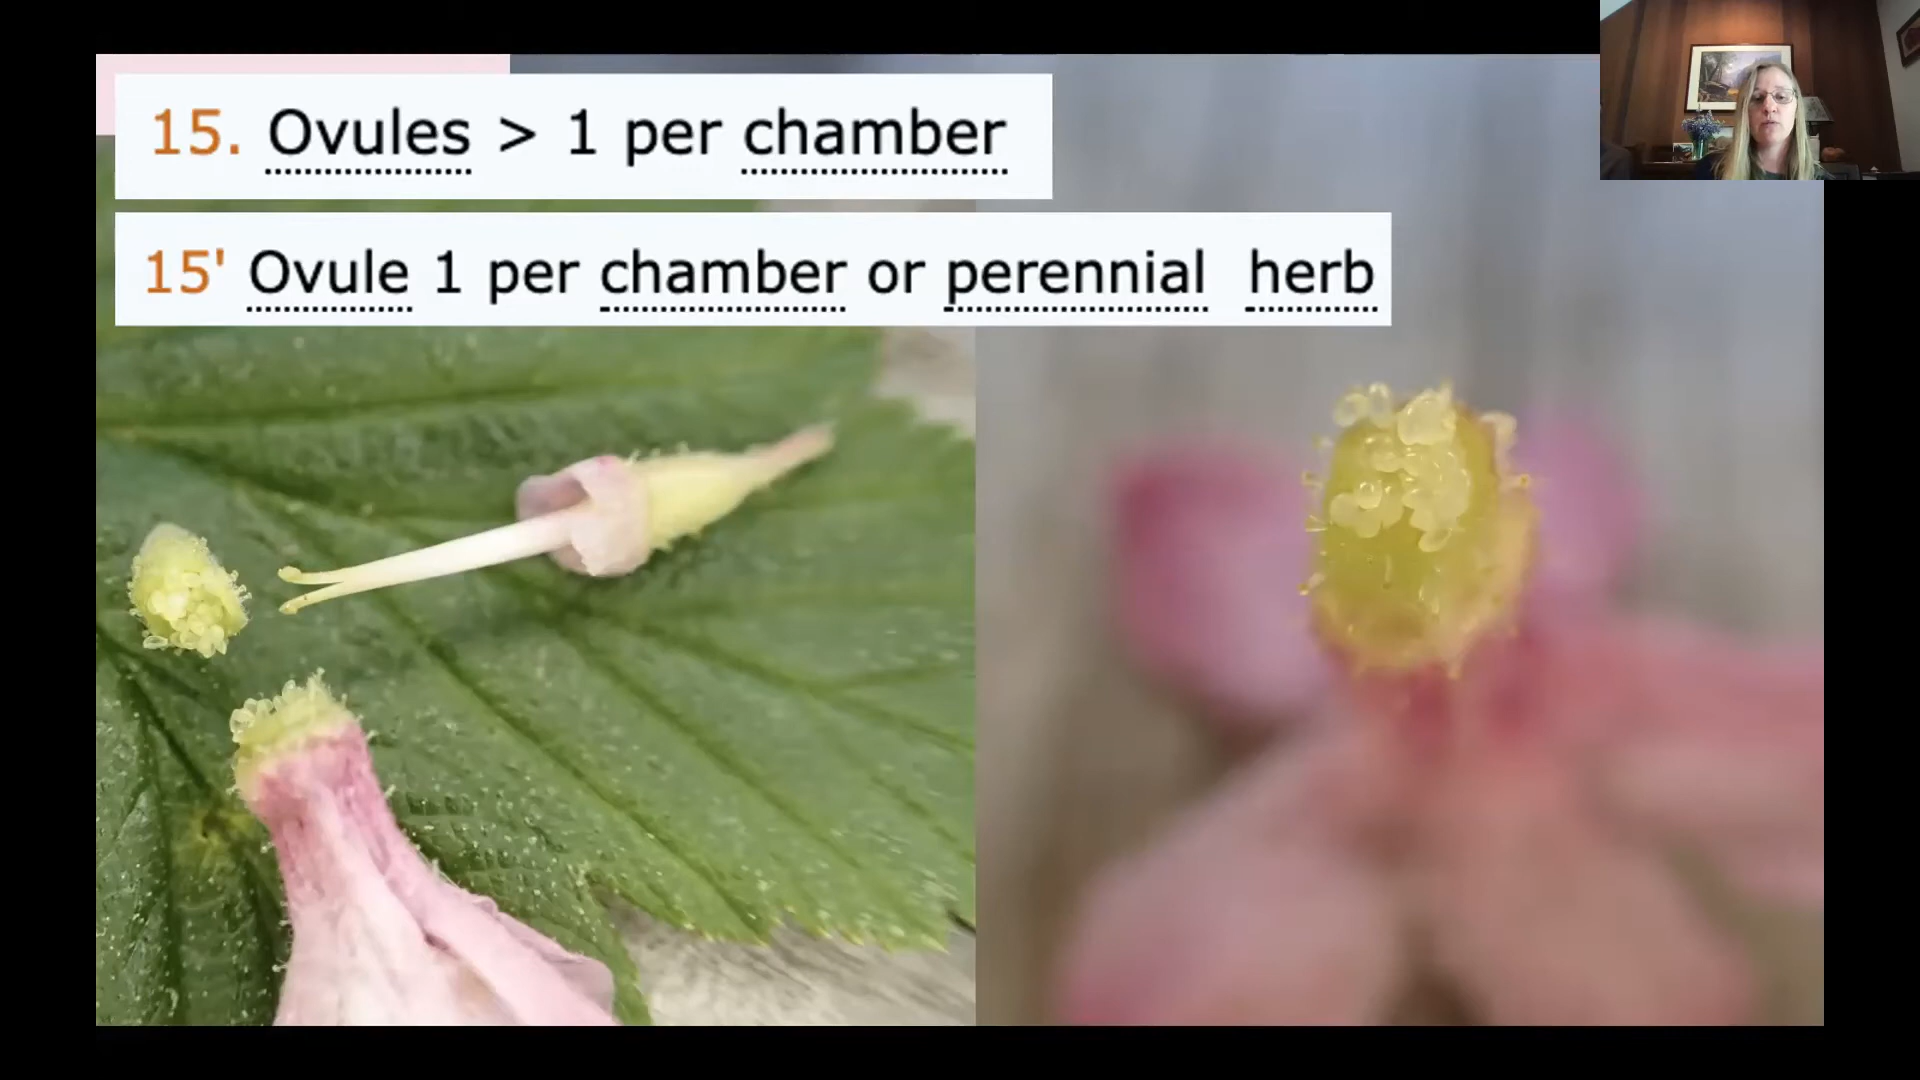 15. Ovules > 1 per chamber
15' Ovule 1 per chamber or perennial herb